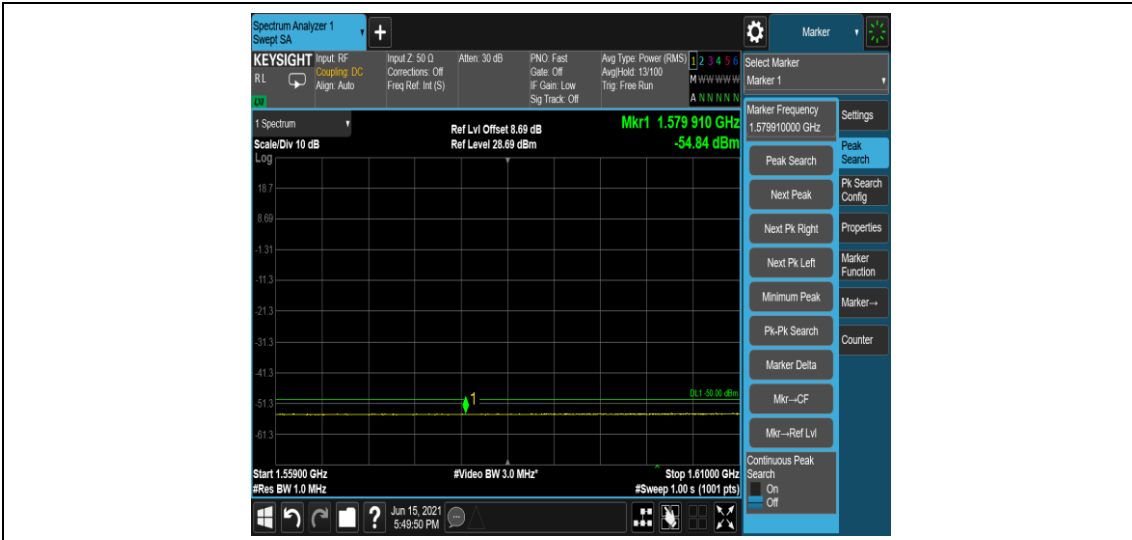 Spectrum Analyzer 1
Swept SA
+
Marker
KEYSIGHT
RL
LXI
Input: RF
Coupling: DC
Align: Auto
Input Z: 50 Ω
Corrections: Off
Freq Ref: Int (S)
Atten: 30 dB
PNO: Fast
Gate: Off
IF Gain: Low
Sig Track: Off
Avg Type: Power (RMS)
Avg|Hold: 13/100
Trig: Free Run
1 2 3 4 5 6
M W W W W W
A N N N N N
Select Marker
Marker 1
1 Spectrum
Scale/Div 10 dB
Log
Ref Lvl Offset 8.69 dB
Ref Level 28.69 dBm
Mkr1 1.579 910 GHz
-54.84 dBm
18.7
8.69
-1.31
-11.3
-21.3
-31.3
-41.3
-51.3
-61.3
1
DL1 -50.00 dBm
Start 1.55900 GHz
#Res BW 1.0 MHz
#Video BW 3.0 MHz*
Stop 1.61000 GHz
#Sweep 1.00 s (1001 pts)
Marker Frequency
1.579910000 GHz
Peak Search
Next Peak
Next Pk Right
Next Pk Left
Minimum Peak
Pk-Pk Search
Marker Delta
Mkr→CF
Mkr→Ref Lvl
Continuous Peak
Search
On
Off
Settings
Peak
Search
Pk Search
Config
Properties
Marker
Function
Marker→
Counter
?
Jun 15, 2021
5:49:50 PM